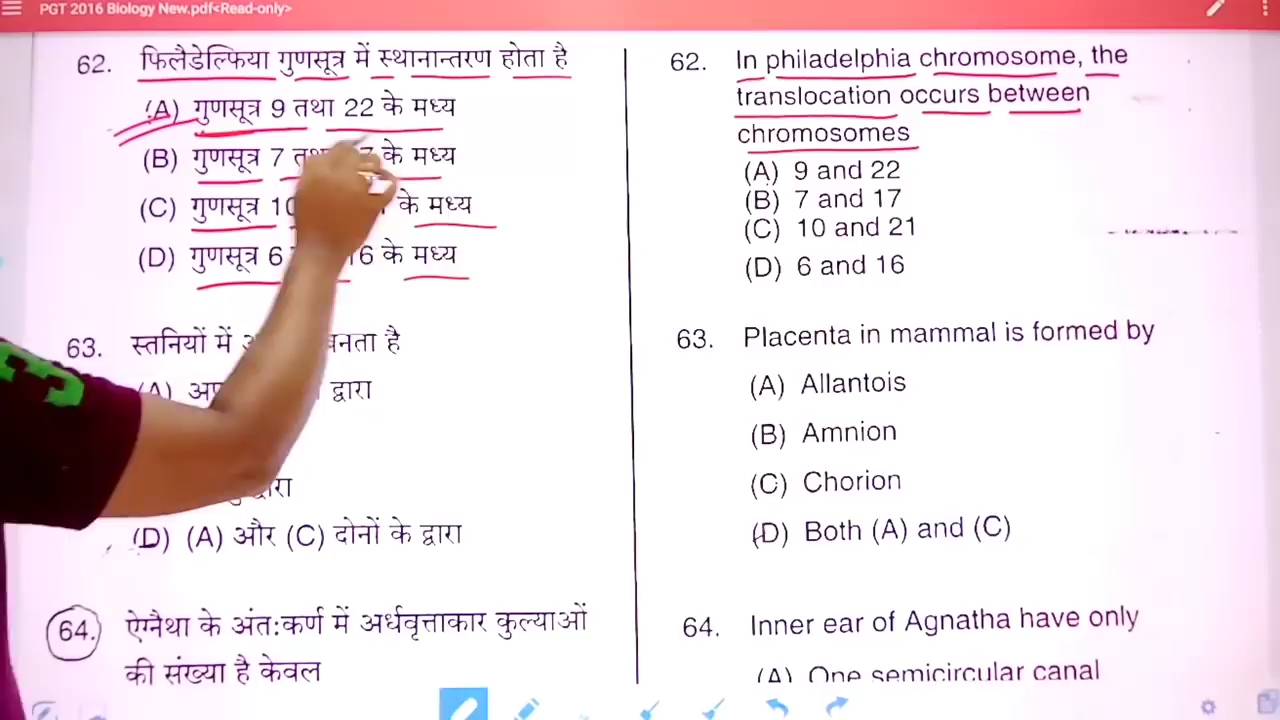 PGT 2016 Biology New.pdf<Read-only>
62. फिलैडेल्फिया गुणसूत्र में स्थानान्तरण होता है
(A) गुणसूत्र 9 तथा 22 के मध्य
(B) गुणसूत्र 7 के मध्य
(C) गुणसूत्र 10 के मध्य
(D) गुणसूत्र 6 16 के मध्य
63. स्तनियों में बनता है
(A) द्वारा
(D) (A) और (C) दोनों के द्वारा
64. ऐग्नैथा के अंत:कर्ण में अर्धवृत्ताकार कुल्याओं
की संख्या है केवल
62. In philadelphia chromosome, the
translocation occurs between
chromosomes
(A) 9 and 22
(B) 7 and 17
(C) 10 and 21
(D) 6 and 16
63. Placenta in mammal is formed by
(A) Allantois
(B) Amnion
(C) Chorion
(D) Both (A) and (C)
64. Inner ear of Agnatha have only
(A) One semicircular canal
3